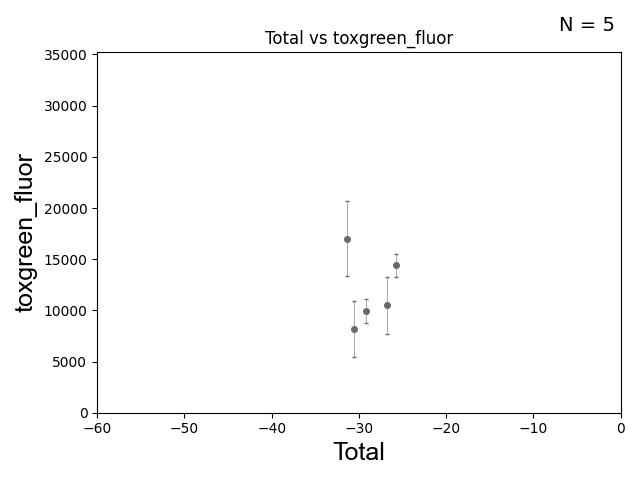 N = 5
Total vs toxgreen_fluor
35000
30000
25000
20000
15000
10000
5000
0
toxgreen_fluor
−60 −50 −40 −30 −20 −10 0
Total